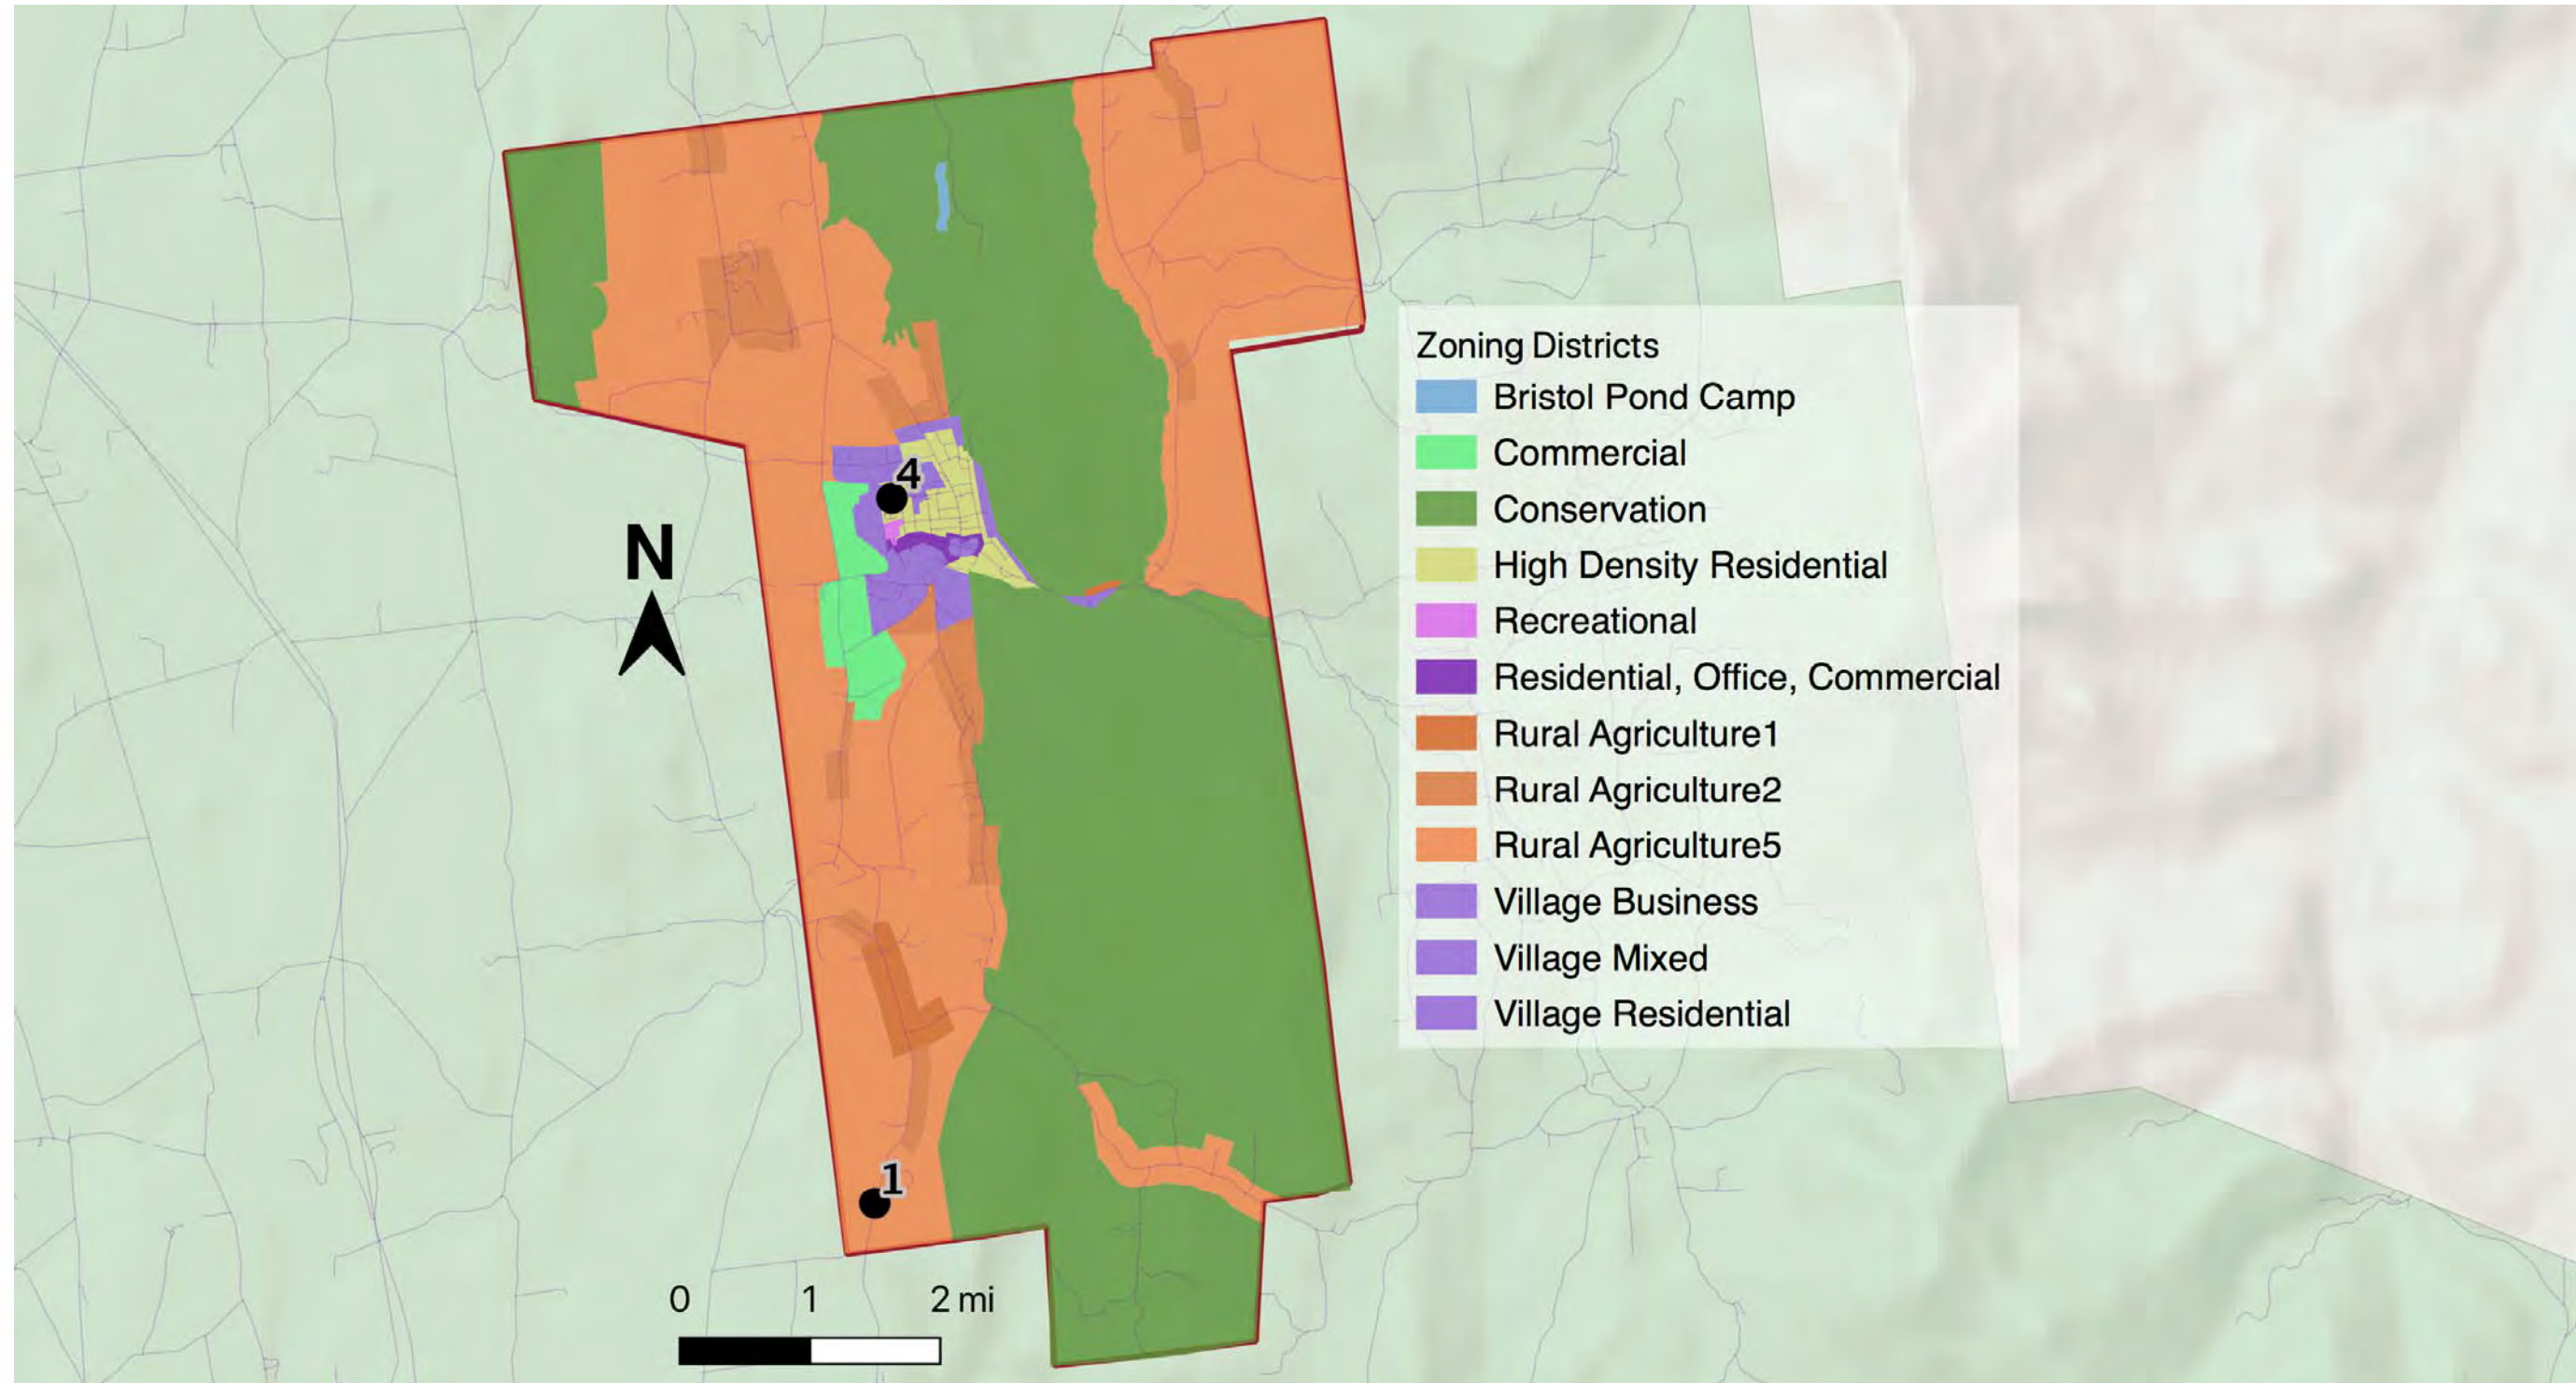 4
N
Zoning Districts
Bristol Pond Camp
Commercial
Conservation
High Density Residential
Recreational
Residential, Office, Commercial
Rural Agriculture1
Rural Agriculture2
Rural Agriculture5
Village Business
Village Mixed
Village Residential
1
0 1 2 mi